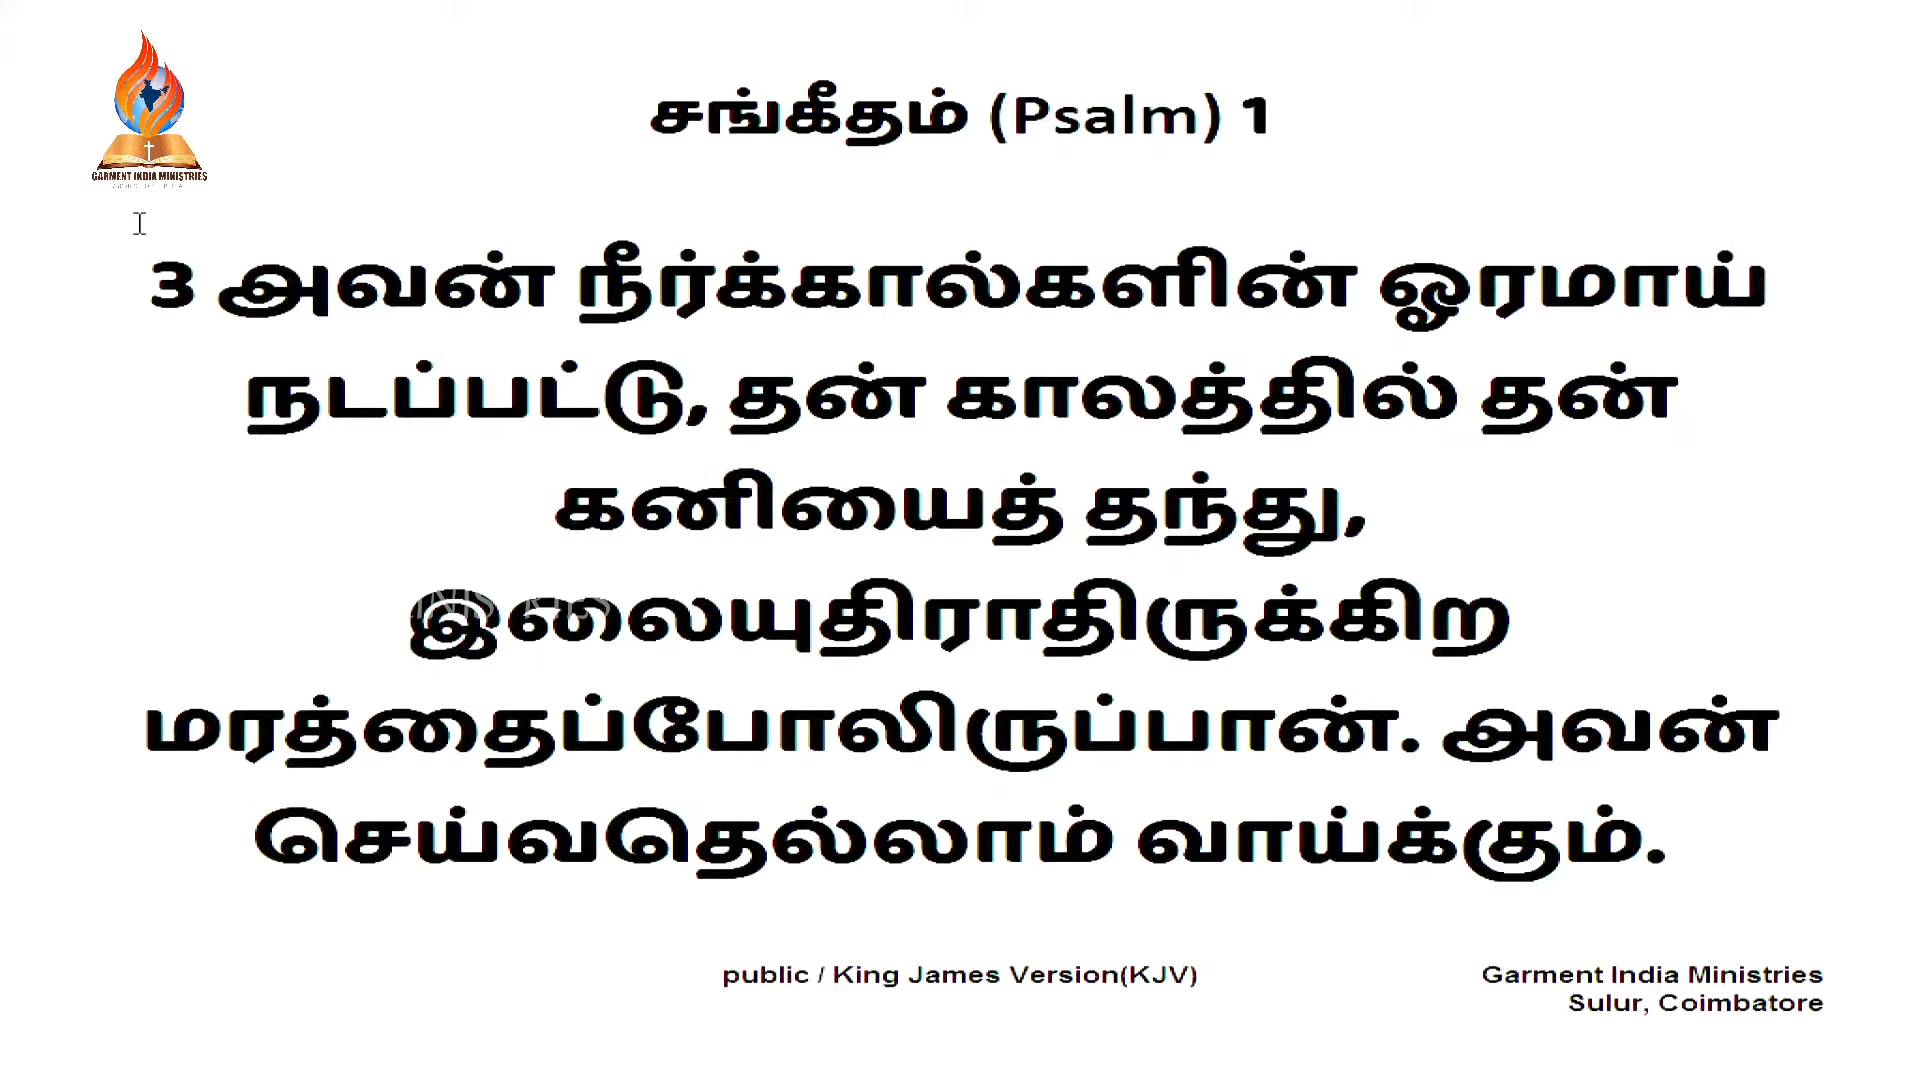 சங்கீதம் (Psalm) 1
GARMENT INDIA MINISTRIES
3 அவன் நீர்க்கால்களின் ஓரமாய்
நடப்பட்டு, தன் காலத்தில் தன்
கனியைத் தந்து,
இலையுதிராதிருக்கிற
மரத்தைப்போலிருப்பான். அவன்
செய்வதெல்லாம் வாய்க்கும்.
public / King James Version(KJV)
Garment India Ministries
Sulur, Coimbatore